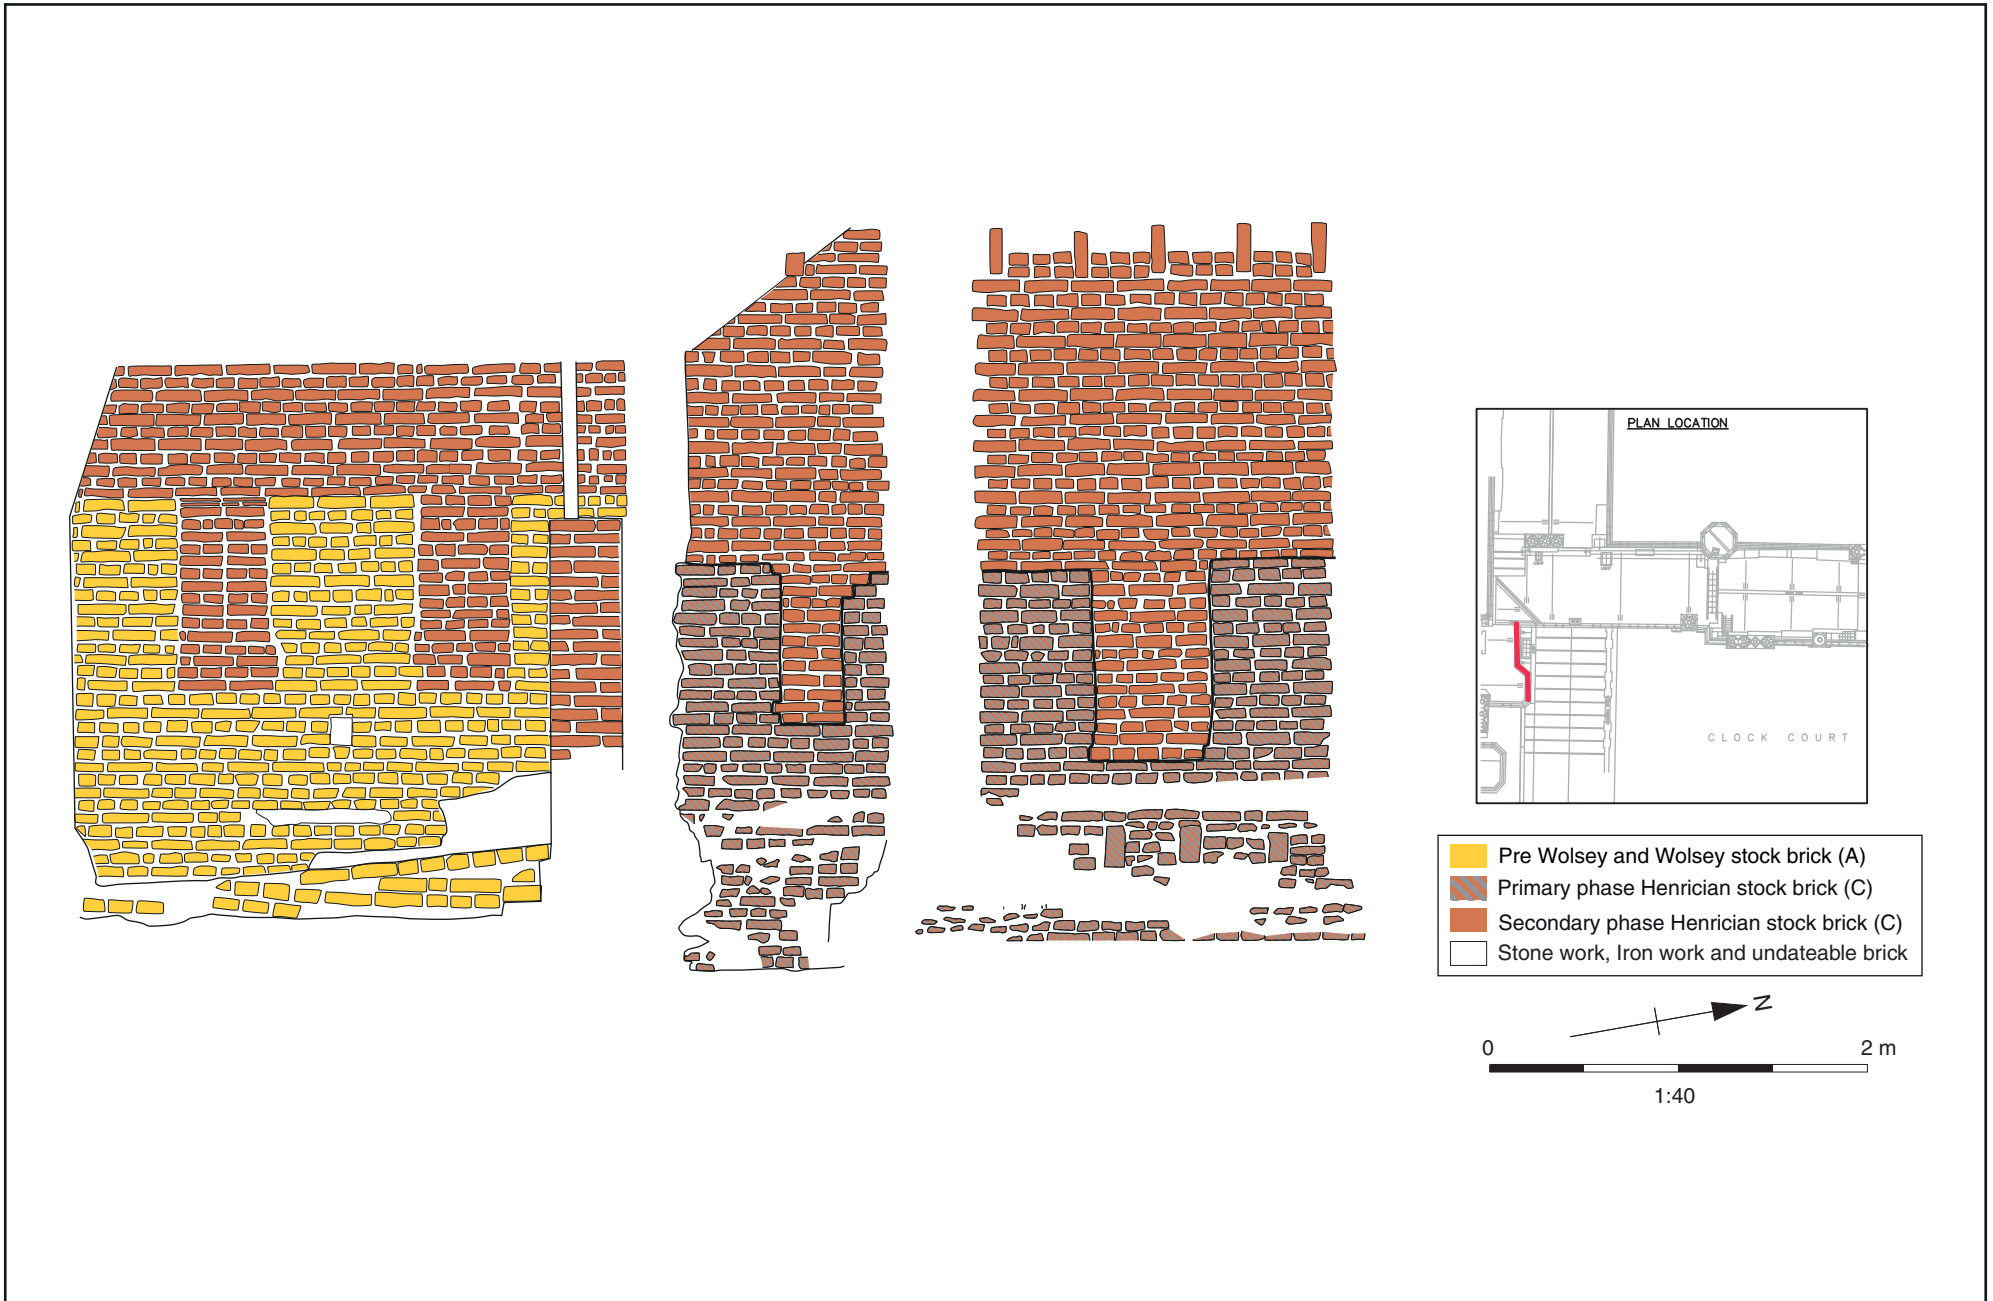 PLAN LOCATION
CLOCK COURT
Pre Wolsey and Wolsey stock brick (A)
Primary phase Henrician stock brick (C)
Secondary phase Henrician stock brick (C)
Stone work, Iron work and undateable brick
N
0 2 m
1:40